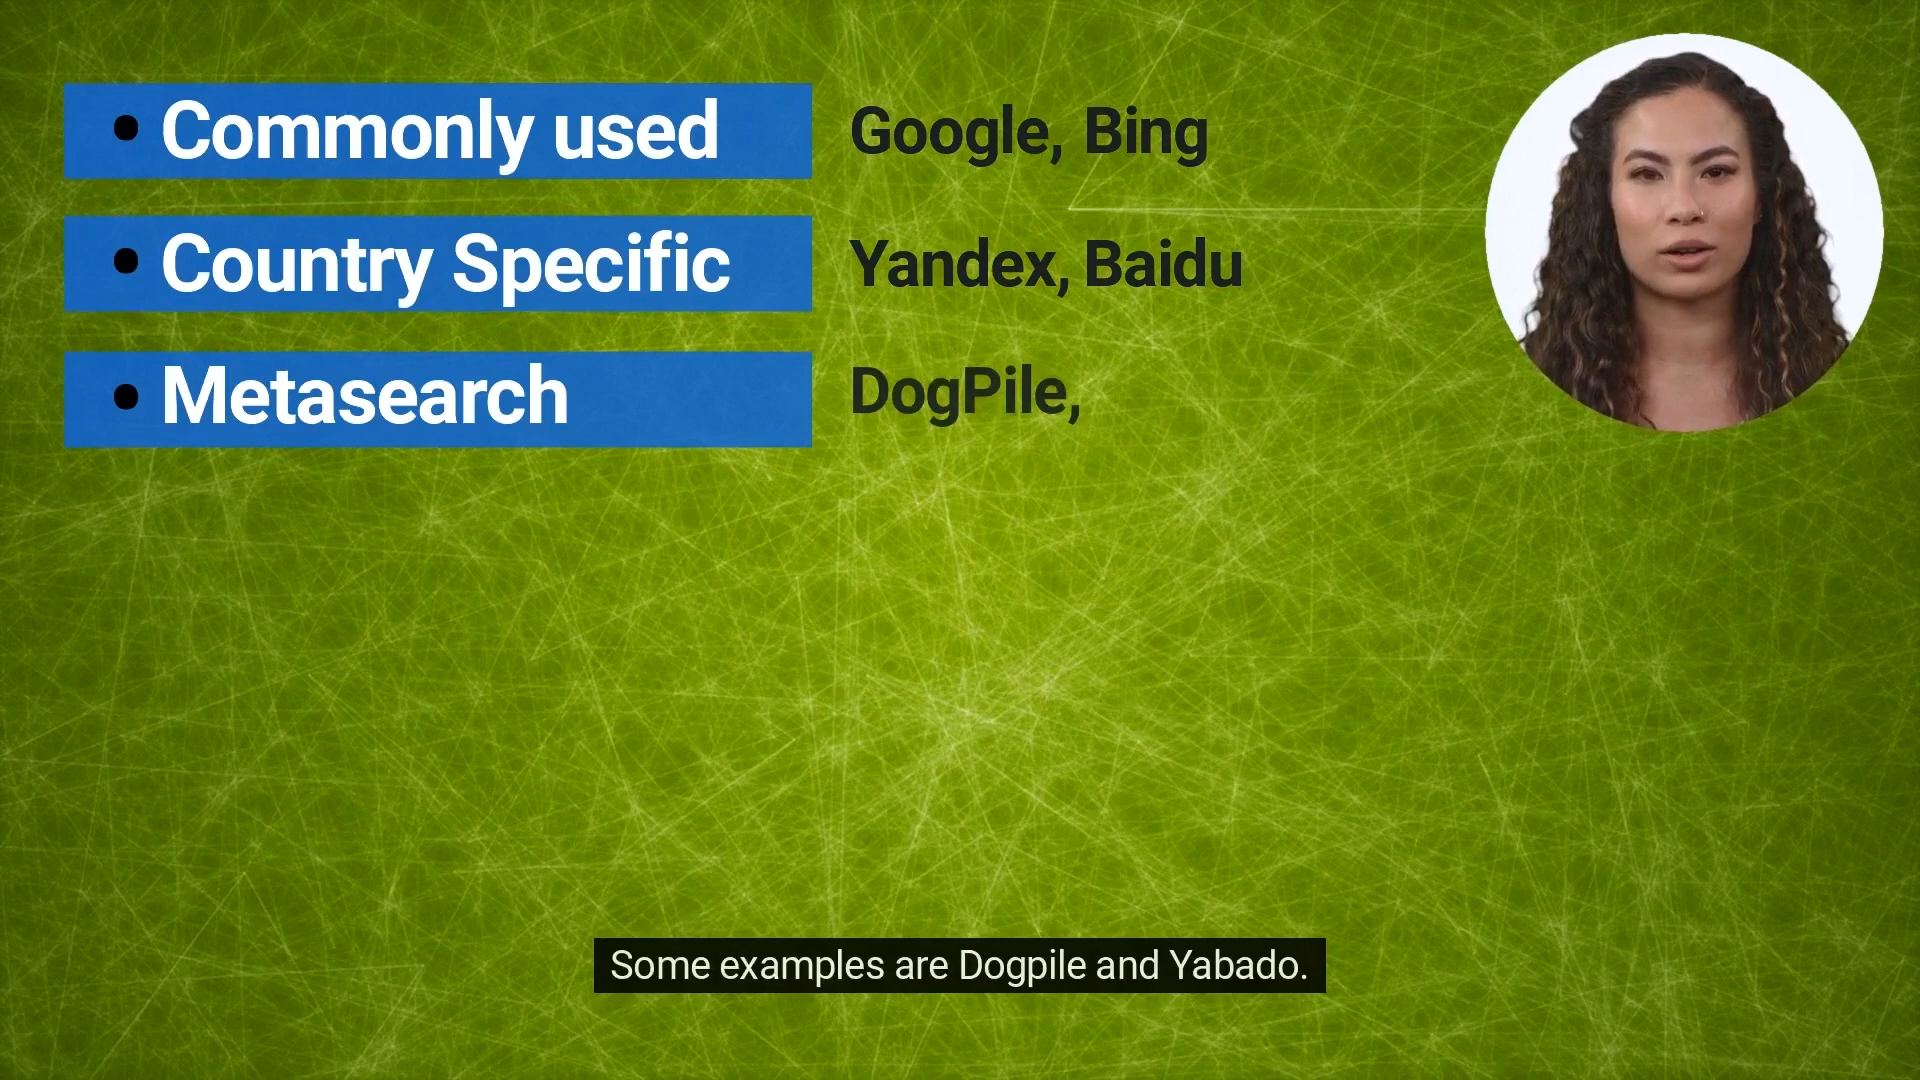 • Commonly used Google, Bing
• Country Specific Yandex, Baidu
• Metasearch DogPile,
Some examples are Dogpile and Yabado.